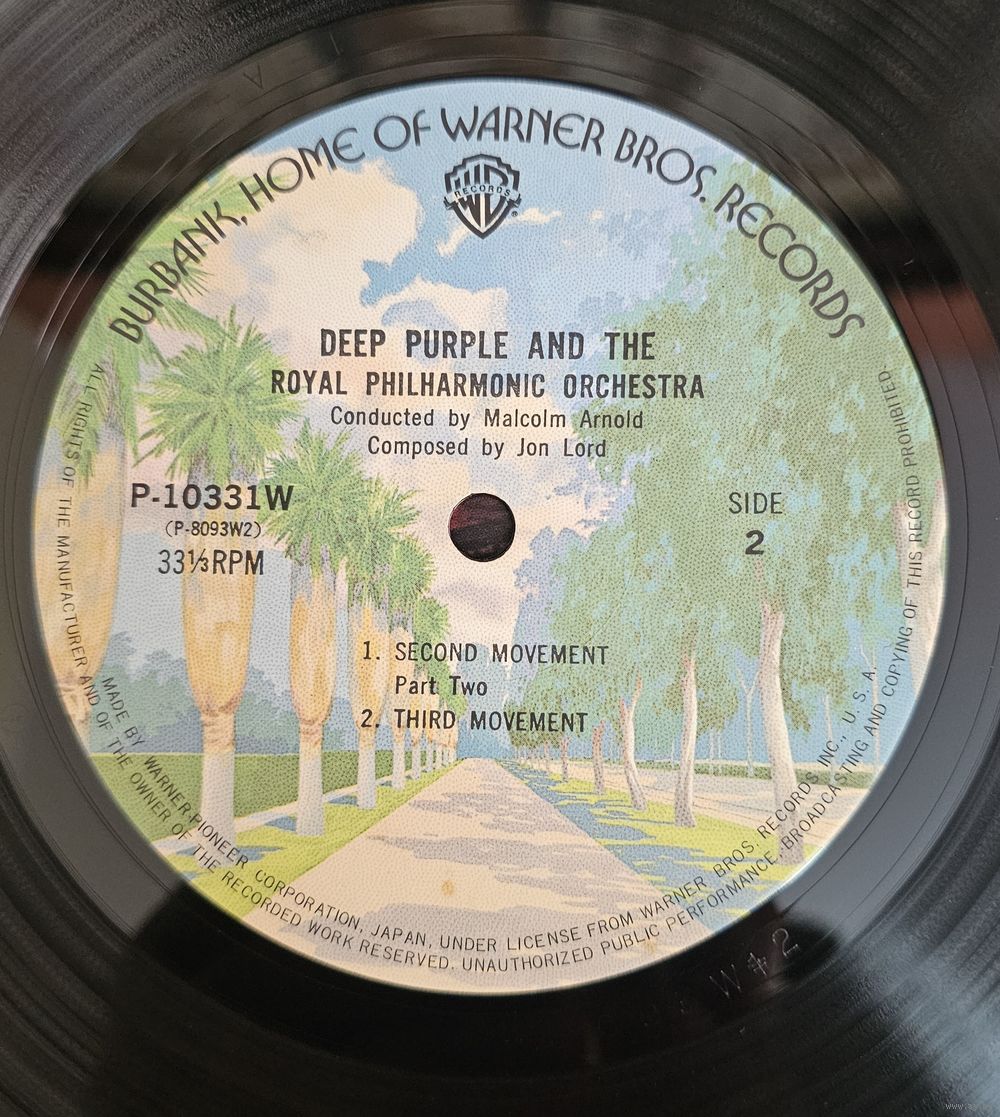 BURBANK, HOME OF WARNER BROS. RECORDS
W
RECORDS
®
DEEP PURPLE AND THE
ROYAL PHILHARMONIC ORCHESTRA
Conducted by Malcolm Arnold
Composed by Jon Lord
P-10331W
(P-8093W2)
33⅓RPM
SIDE
2
1. SECOND MOVEMENT
Part Two
2. THIRD MOVEMENT
MADE BY WARNER-PIONEER CORPORATION, JAPAN, UNDER LICENSE FROM WARNER BROS. RECORDS INC., U. S. A.
ALL RIGHTS OF THE MANUFACTURER AND OF THE OWNER OF THE RECORDED WORK RESERVED. UNAUTHORIZED PUBLIC PERFORMANCE, BROADCASTING AND COPYING OF THIS RECORD PROHIBITED